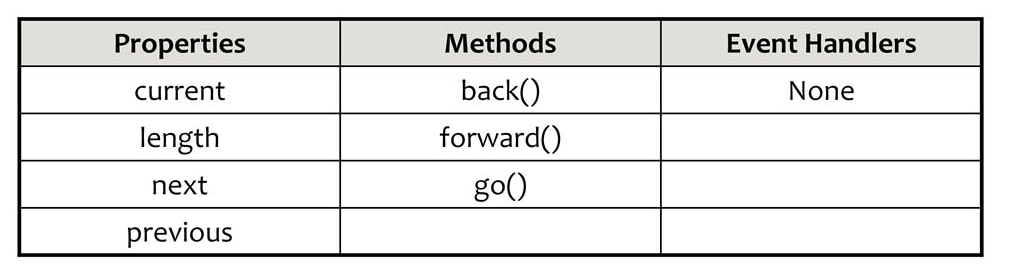 Properties Methods Event Handlers
current back() None
length forward()
next go()
previous